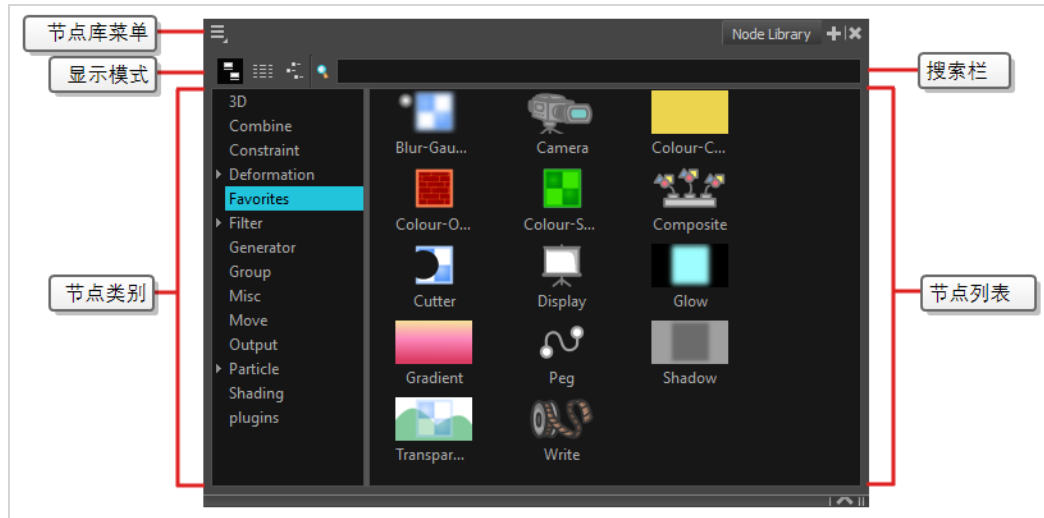 节点库菜单
Node Library
显示模式
搜索栏
3D
Combine
Constraint
Deformation
Favorites
Filter
Generator
Group
Misc
Move
Output
Particle
Shading
plugins
节点类别
Blur-Gau...
Camera
Colour-C...
Colour-O...
Colour-S...
Composite
Cutter
Display
Glow
Gradient
Peg
Shadow
Transpar...
Write
节点列表